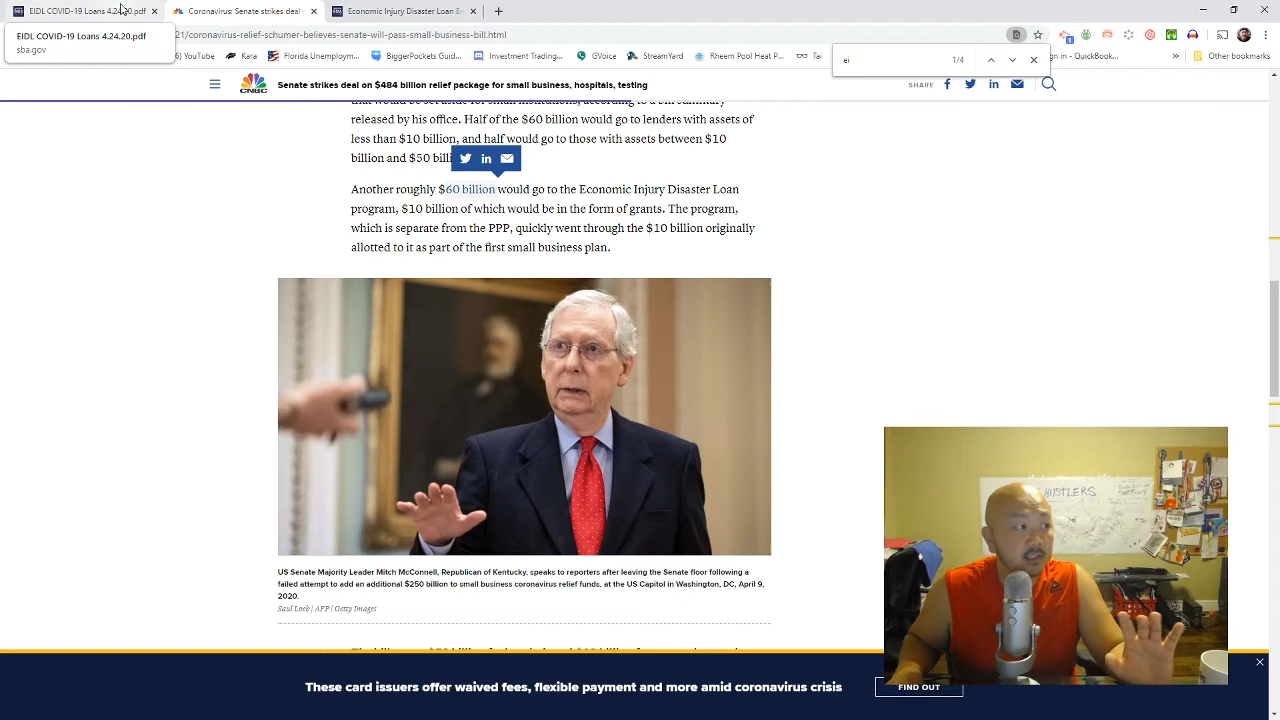 EIDL COVID-19 Loans 4.24.20.pdf
Coronavirus: Senate strikes deal o
Economic Injury Disaster Loan En
EIDL COVID-19 Loans 4.24.20.pdf
sba.gov
21/coronavirus-relief-schumer-believes-senate-will-pass-small-business-bill.html
YouTube
Kara
Florida Unemploym...
BiggerPockets Guid...
Discord investment...
GVoice
StreamYard
Rheem Pool Heat P...
Tai
gn in - QuickBook...
»
Other bookmarks
ei
1/4
CNBC
Senate strikes deal on $484 billion relief package for small business, hospitals, testing
SHARE
that would be set aside for small institutions, according to a bill summary
released by his office. Half of the $60 billion would go to lenders with assets of
less than $10 billion, and half would go to those with assets between $10
billion and $50 billi
Another roughly $60 billion would go to the Economic Injury Disaster Loan
program, $10 billion of which would be in the form of grants. The program,
which is separate from the PPP, quickly went through the $10 billion originally
allotted to it as part of the first small business plan.
US Senate Majority Leader Mitch McConnell, Republican of Kentucky, speaks to reporters after leaving the Senate floor following a
failed attempt to add an additional $250 billion to small business coronavirus relief funds, at the US Capitol in Washington, DC, April 9,
2020.
Saul Loeb | AFP | Getty Images
HUSTLERS
These card issuers offer waived fees, flexible payment and more amid coronavirus crisis
FIND OUT